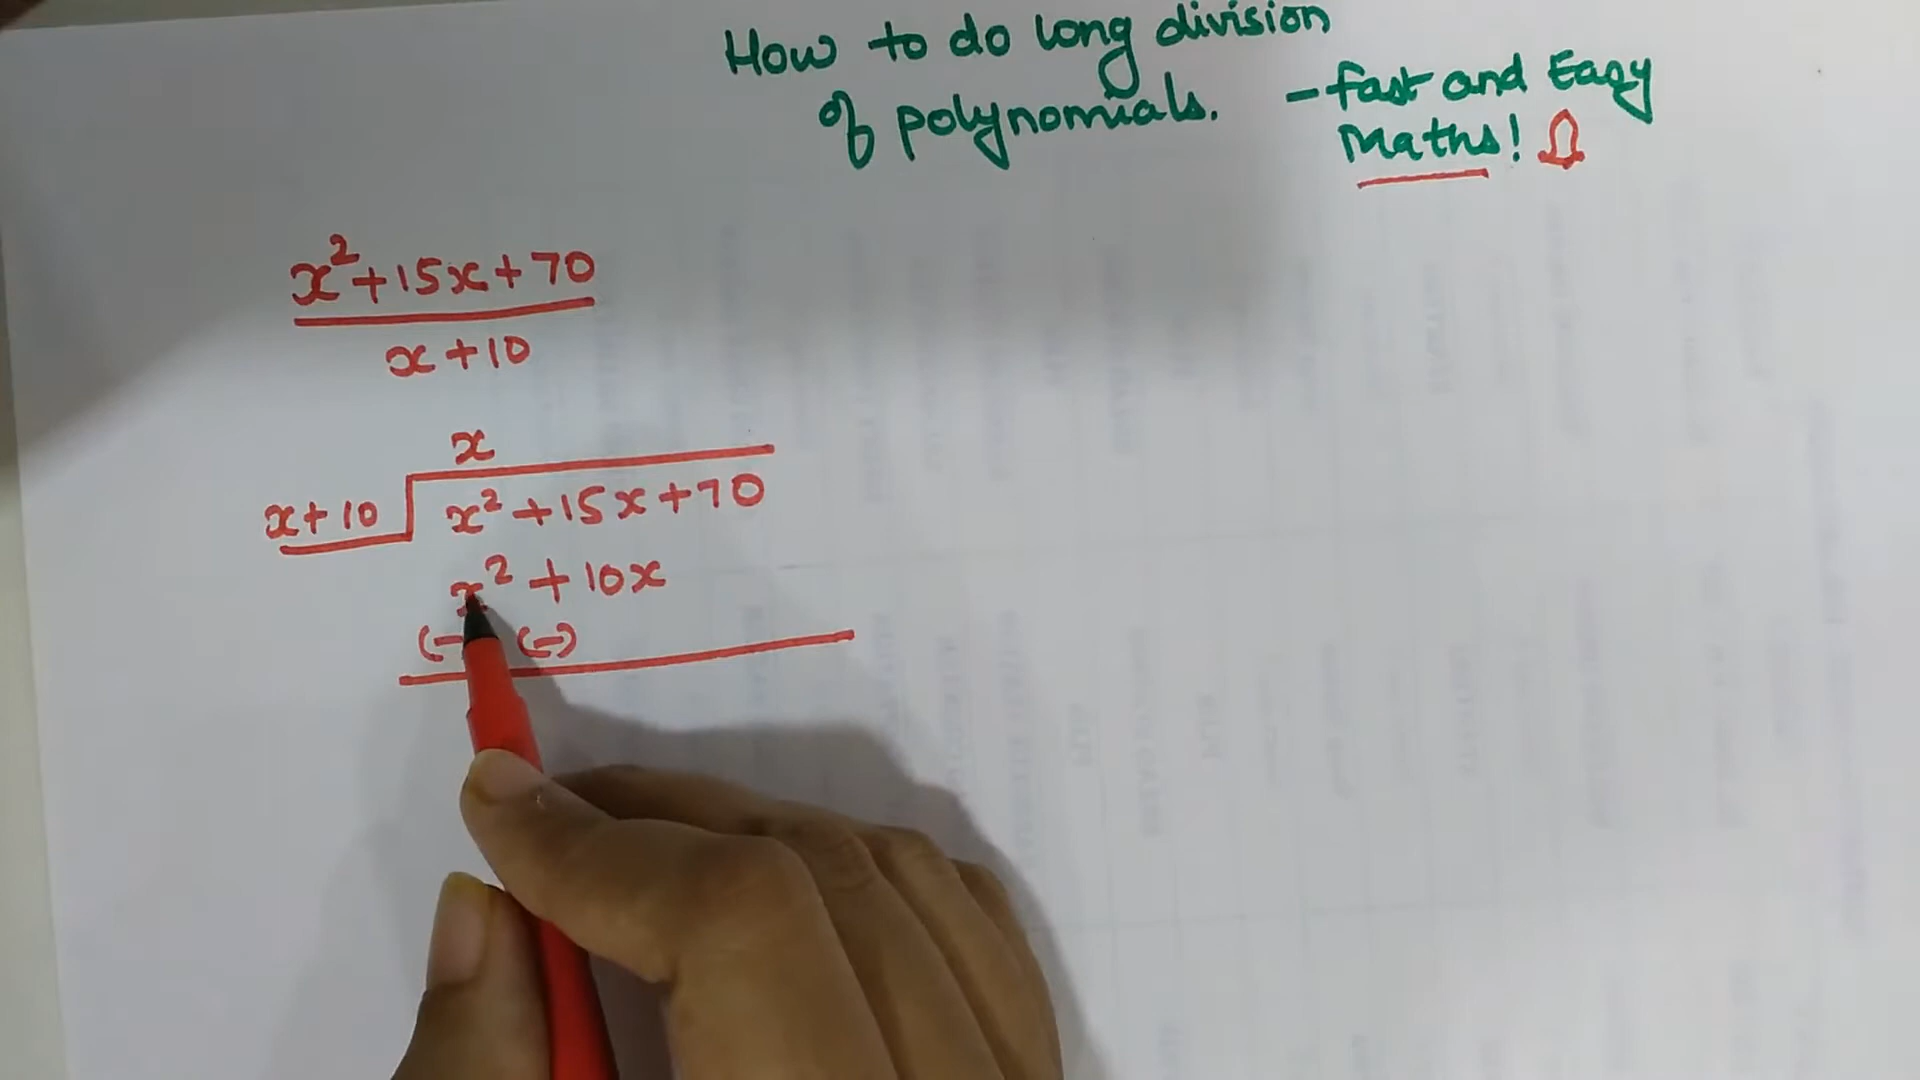 How to do long division
of polynomials. - fast and Easy
Maths!
x²+15x+70
x+10
x
x+10 x²+15x+70
x² + 10x
(-) (-)